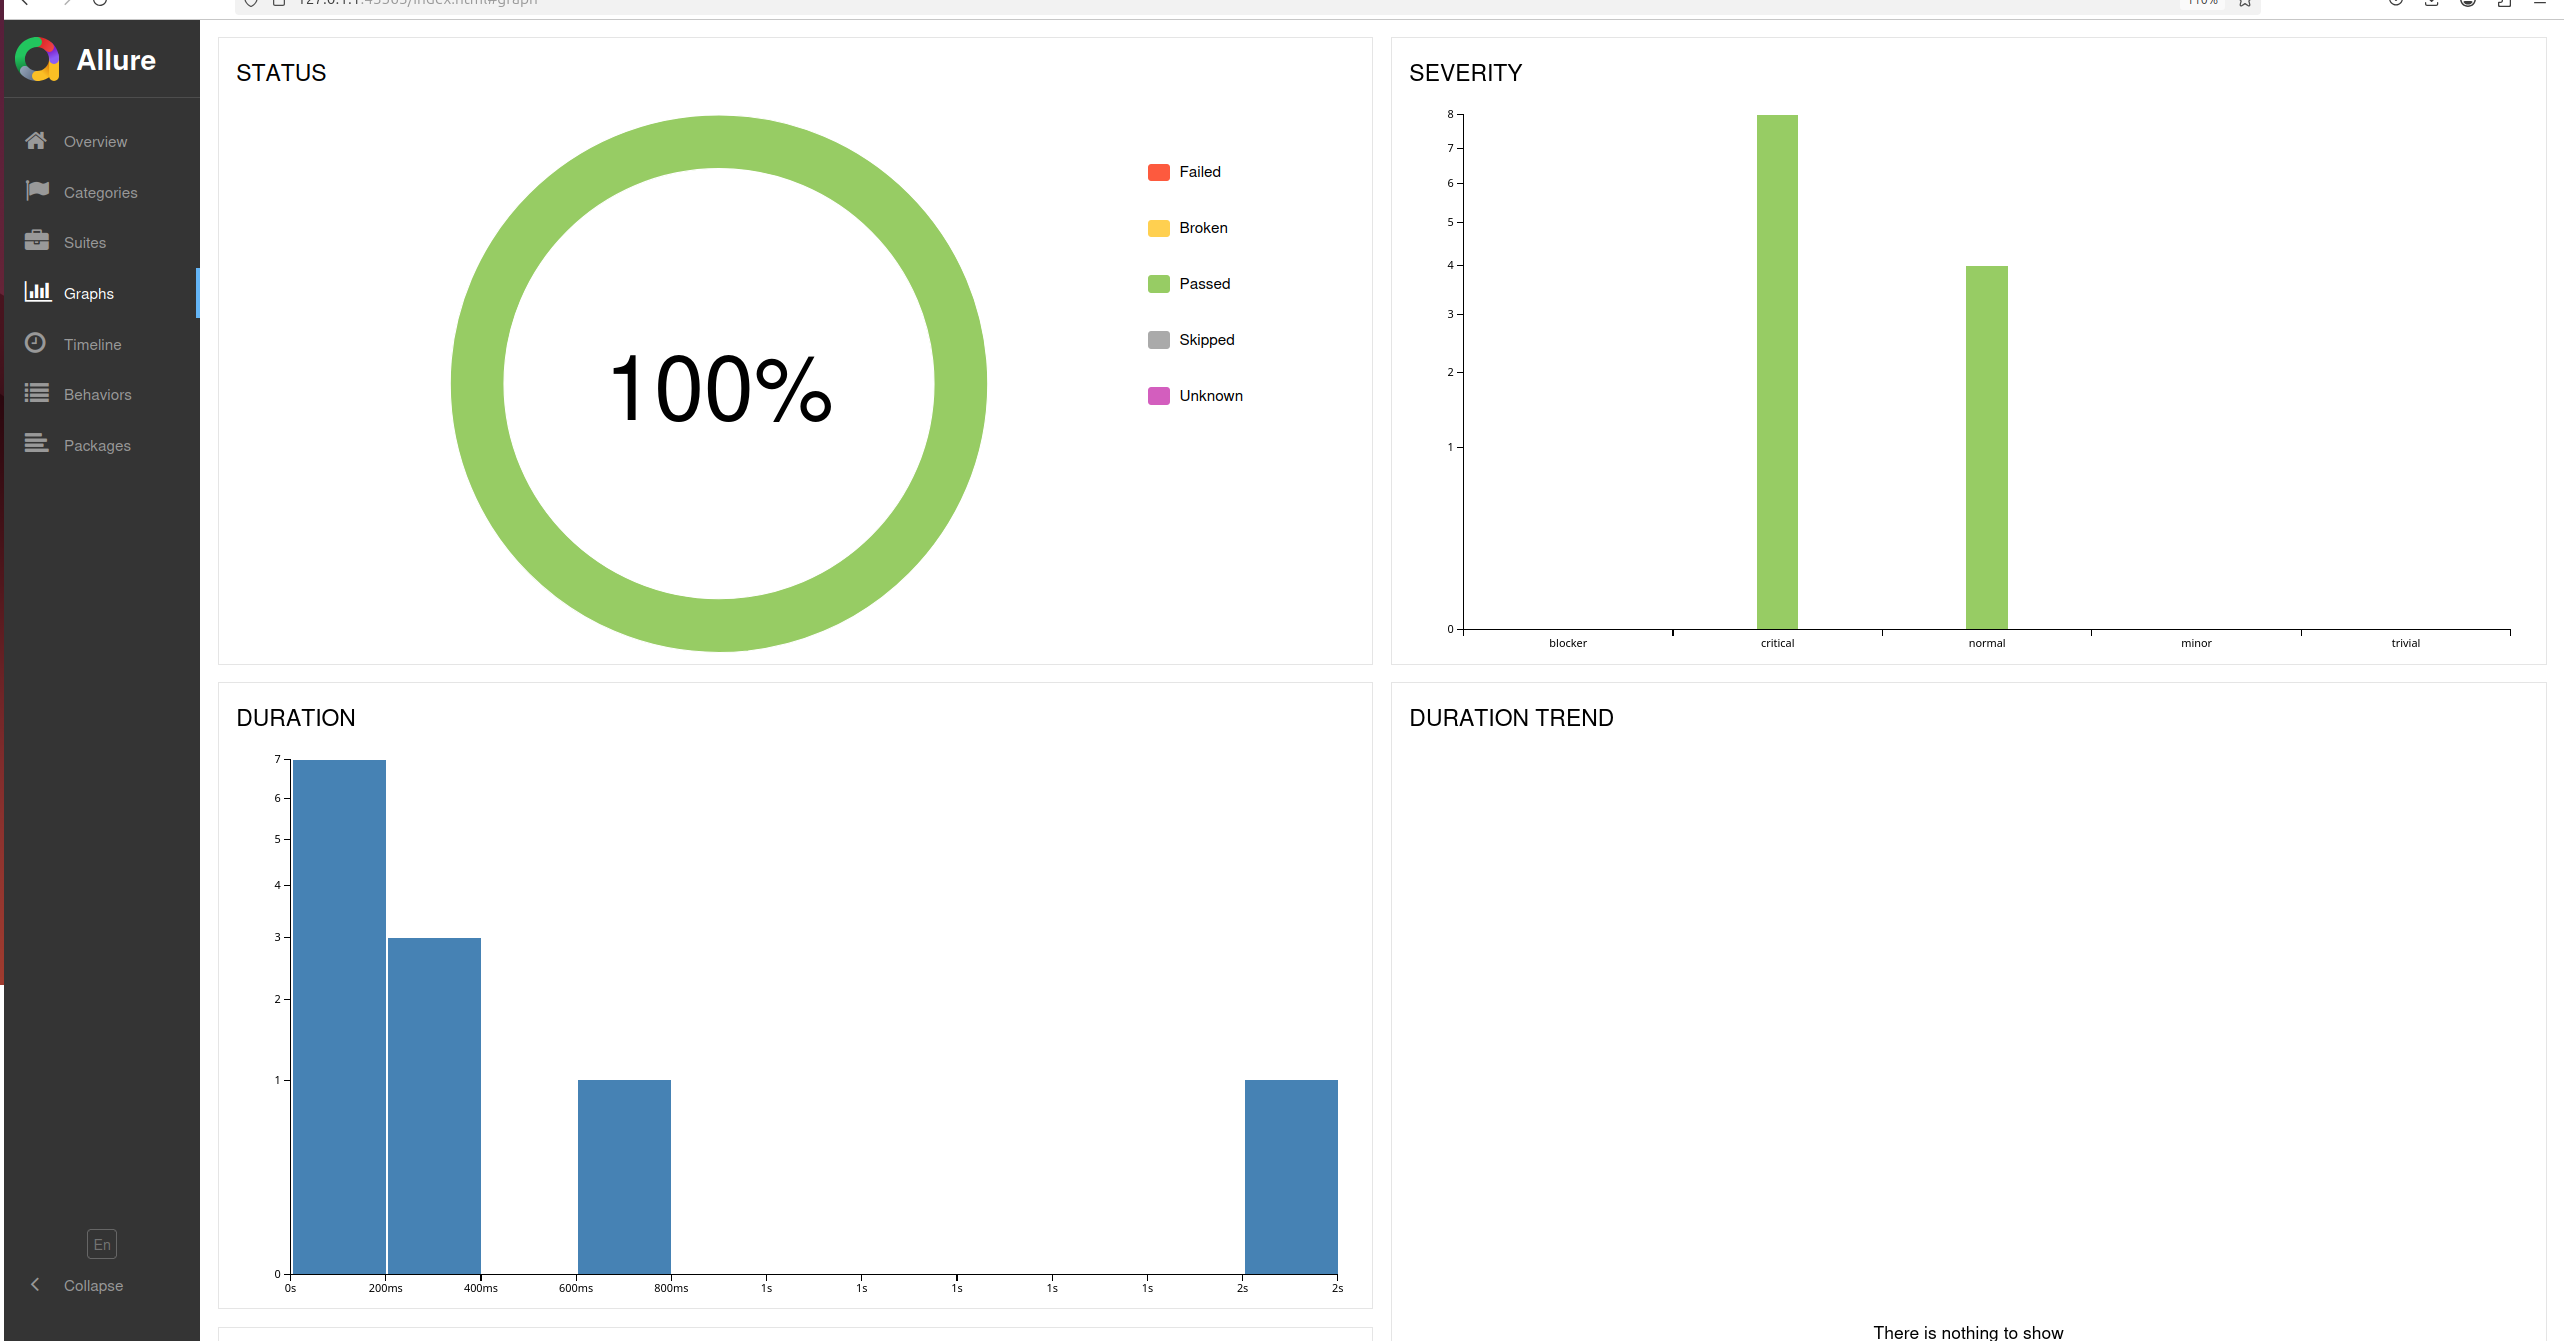 110%
Allure
Overview
Categories
Suites
Graphs
Timeline
Behaviors
Packages
En
Collapse
STATUS
100%
Failed
Broken
Passed
Skipped
Unknown
SEVERITY
8
7
6
5
4
3
2
1
0
blocker critical normal minor trivial
DURATION
7
6
5
4
3
2
1
0
0s 200ms 400ms 600ms 800ms 1s 1s 1s 1s 1s 2s 2s
DURATION TREND
There is nothing to show